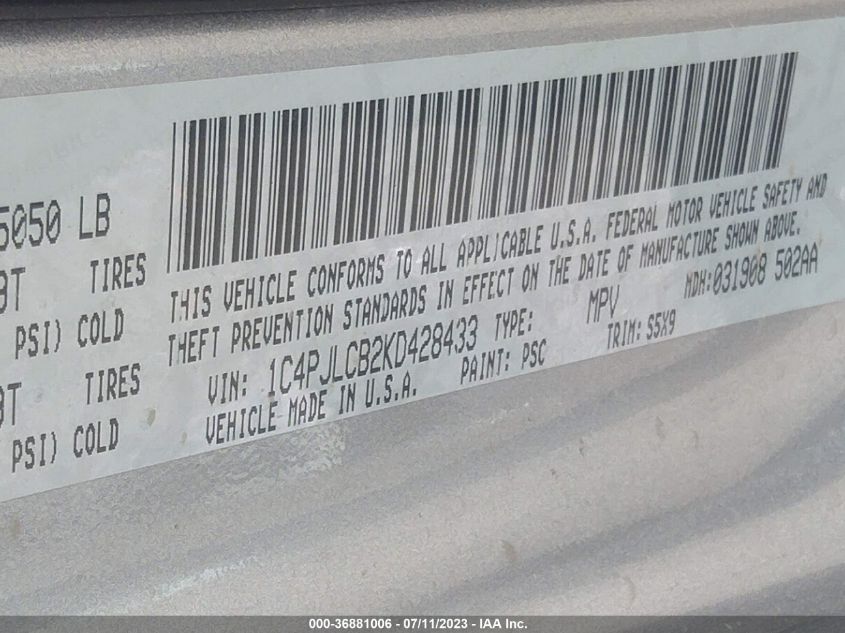 5050 LB
BT TIRES
PSI) COLD
BT TIRES
PSI) COLD
THIS VEHICLE CONFORMS TO ALL APPLICABLE U.S.A. FEDERAL MOTOR VEHICLE SAFETY AND
THEFT PREVENTION STANDARDS IN EFFECT ON THE DATE OF MANUFACTURE SHOWN ABOVE.
VIN: 1C4PJLCB2KD428433 TYPE: MPV MDH:031908 502AA
VEHICLE MADE IN U.S.A. PAINT: PSC TRIM: S5X9
000-36881006 - 07/11/2023 - IAA Inc.